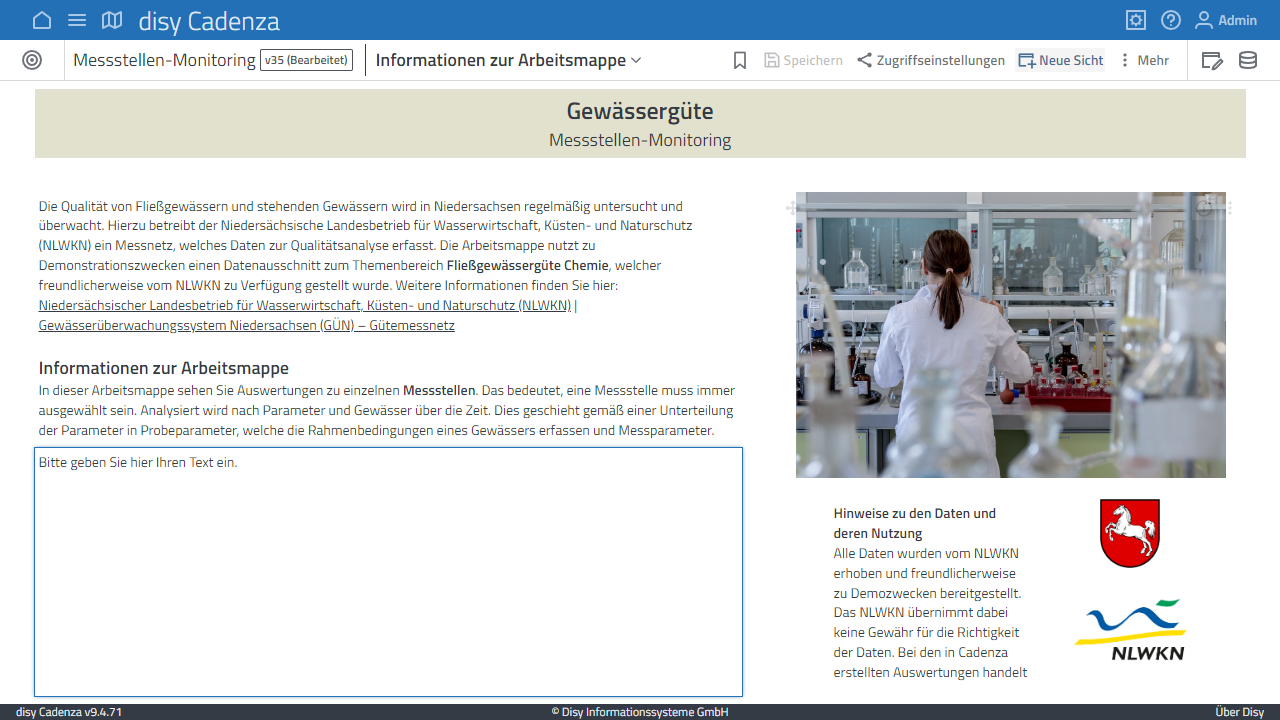 disy Cadenza
Admin
Messstellen-Monitoring v35 (Bearbeitet) Informationen zur Arbeitsmappe
Speichern Zugriffseinstellungen Neue Sicht Mehr
Gewässergüte
Messstellen-Monitoring
Die Qualität von Fließgewässern und stehenden Gewässern wird in Niedersachsen regelmäßig untersucht und
überwacht. Hierzu betreibt der Niedersächsische Landesbetrieb für Wasserwirtschaft, Küsten- und Naturschutz
(NLWKN) ein Messnetz, welches Daten zur Qualitätsanalyse erfasst. Die Arbeitsmappe nutzt zu
Demonstrationszwecken einen Datenausschnitt zum Themenbereich Fließgewässergüte Chemie, welcher
freundlicherweise vom NLWKN zu Verfügung gestellt wurde. Weitere Informationen finden Sie hier:
Niedersächsischer Landesbetrieb für Wasserwirtschaft, Küsten- und Naturschutz (NLWKN) |
Gewässerüberwachungssystem Niedersachsen (GÜN) – Gütemessnetz
Informationen zur Arbeitsmappe
In dieser Arbeitsmappe sehen Sie Auswertungen zu einzelnen Messstellen. Das bedeutet, eine Messstelle muss immer
ausgewählt sein. Analysiert wird nach Parameter und Gewässer über die Zeit. Dies geschieht gemäß einer Unterteilung
der Parameter in Probeparameter, welche die Rahmenbedingungen eines Gewässers erfassen und Messparameter.
Bitte geben Sie hier Ihren Text ein.
Hinweise zu den Daten und
deren Nutzung
Alle Daten wurden vom NLWKN
erhoben und freundlicherweise
zu Demozwecken bereitgestellt.
Das NLWKN übernimmt dabei
keine Gewähr für die Richtigkeit
der Daten. Bei den in Cadenza
erstellten Auswertungen handelt
NLWKN
disy Cadenza v9.4.71
© Disy Informationssysteme GmbH
Über Disy